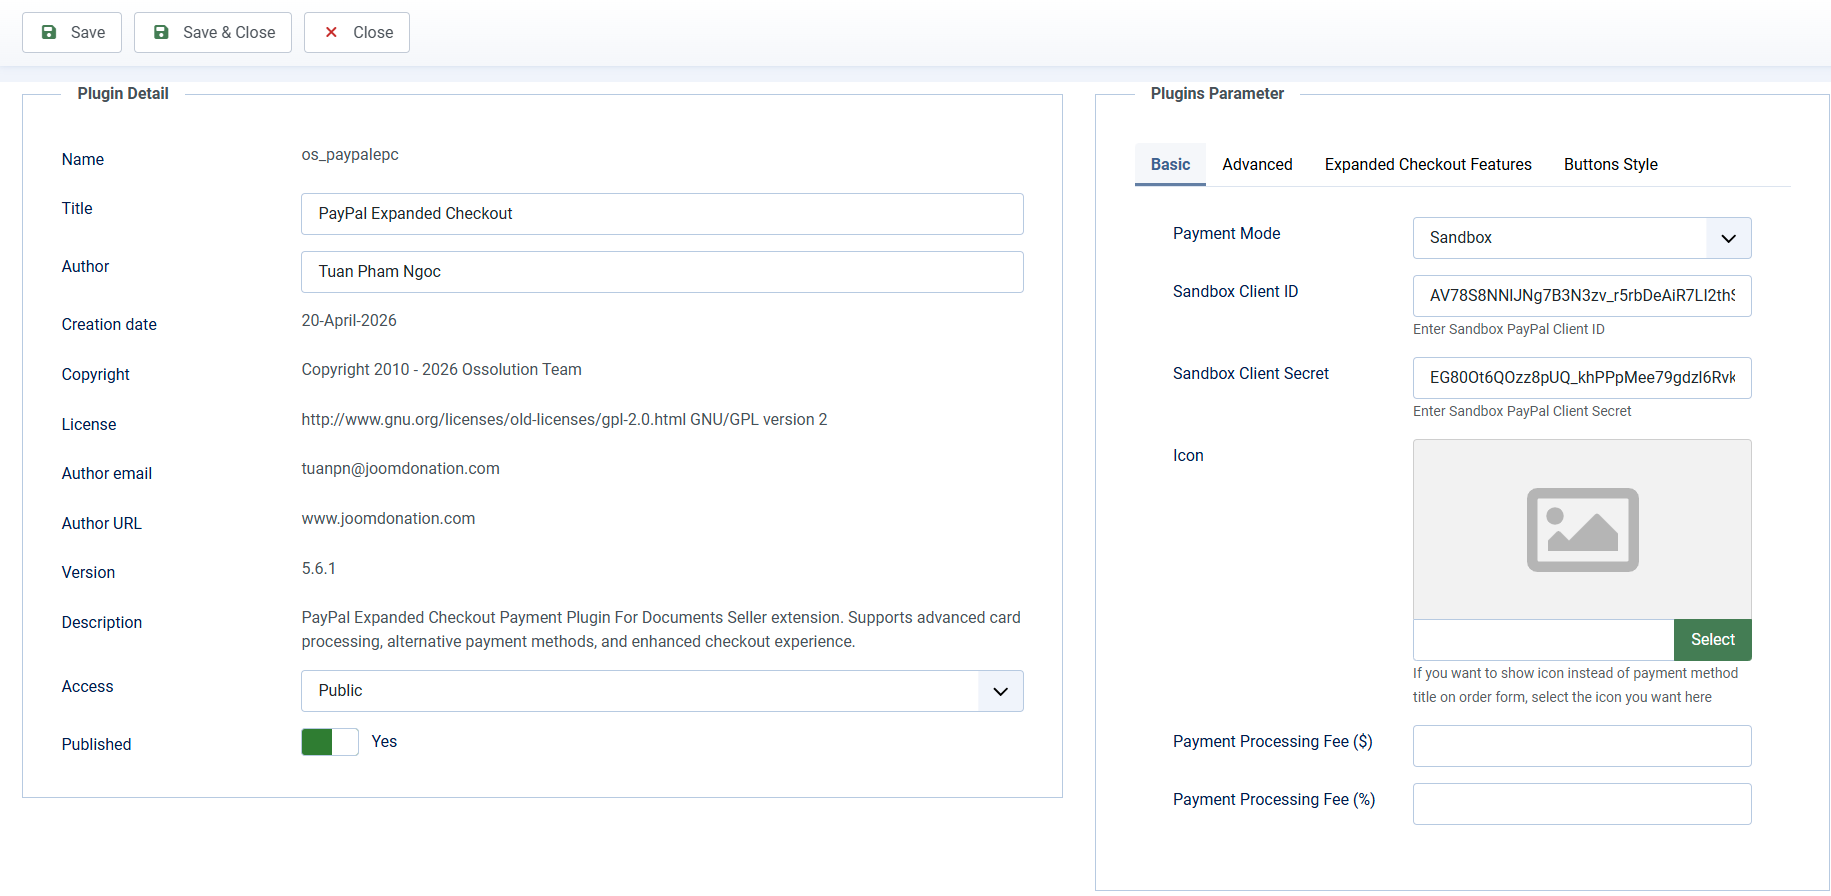 Save
Save & Close
Close
Plugin Detail
Name
os_paypalepc
Title
PayPal Expanded Checkout
Author
Tuan Pham Ngoc
Creation date
20-April-2026
Copyright
Copyright 2010 - 2026 Ossolution Team
License
http://www.gnu.org/licenses/old-licenses/gpl-2.0.html GNU/GPL version 2
Author email
tuanpn@joomdonation.com
Author URL
www.joomdonation.com
Version
5.6.1
Description
PayPal Expanded Checkout Payment Plugin For Documents Seller extension. Supports advanced card
processing, alternative payment methods, and enhanced checkout experience.
Access
Public
Published
Yes
Plugins Parameter
Basic
Advanced
Expanded Checkout Features
Buttons Style
Payment Mode
Sandbox
Sandbox Client ID
Enter Sandbox PayPal Client ID
Sandbox Client Secret
Enter Sandbox PayPal Client Secret
Icon
Select
If you want to show icon instead of payment method
title on order form, select the icon you want here
Payment Processing Fee ($)
Payment Processing Fee (%)